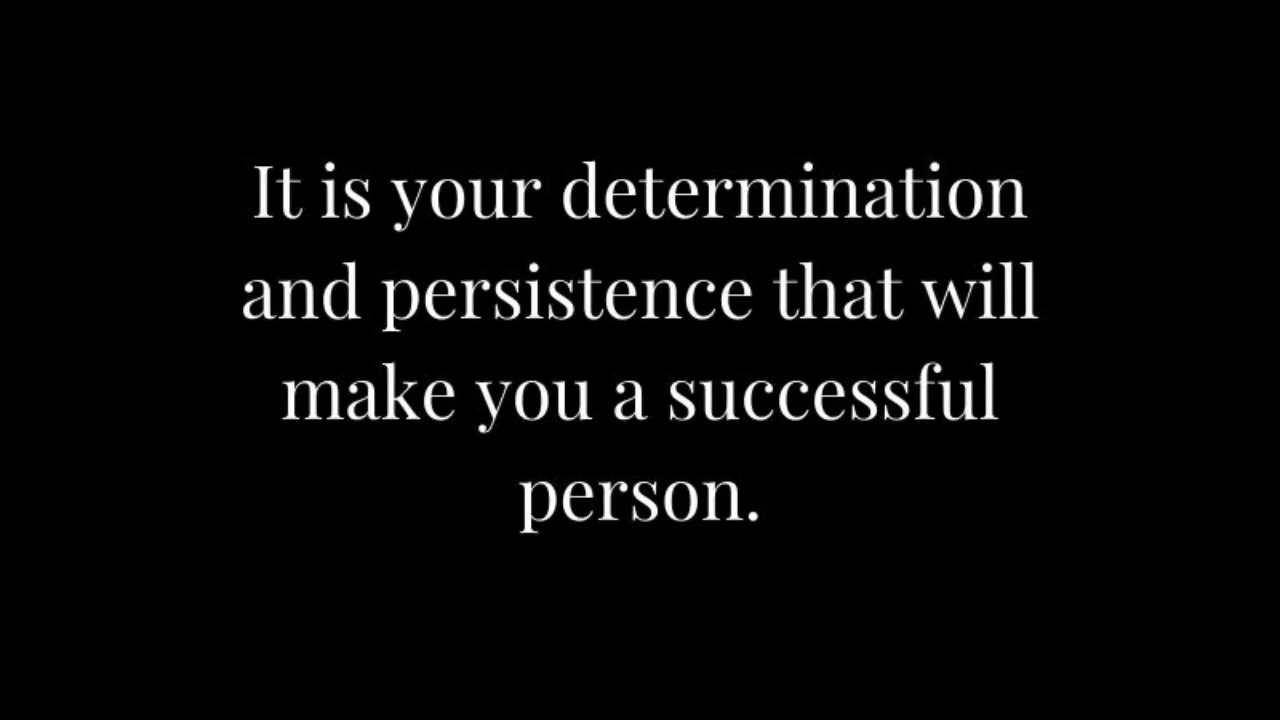 It is your determination
and persistence that will
make you a successful
person.